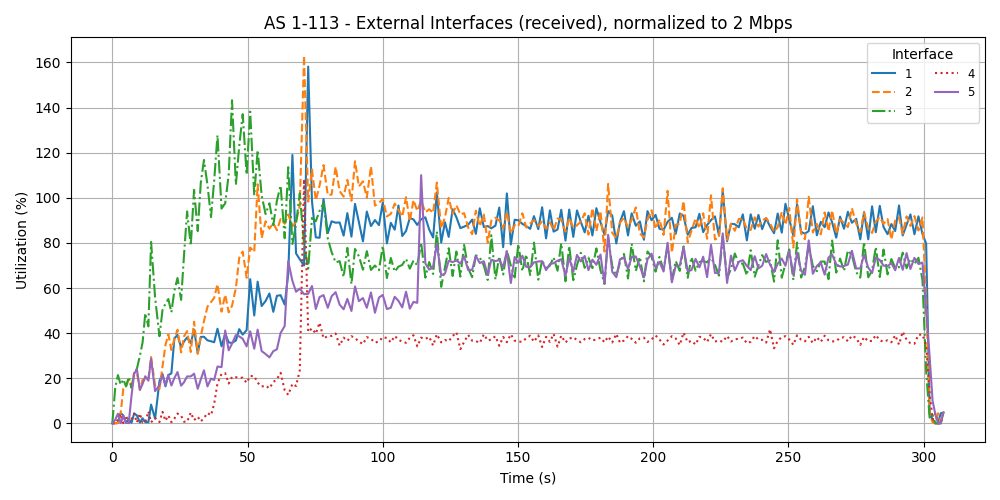 AS 1-113 - External Interfaces (received), normalized to 2 Mbps
Interface
1 4
2 5
3
Utilization (%)
160
140
120
100
80
60
40
20
0
0 50 100 150 200 250 300
Time (s)